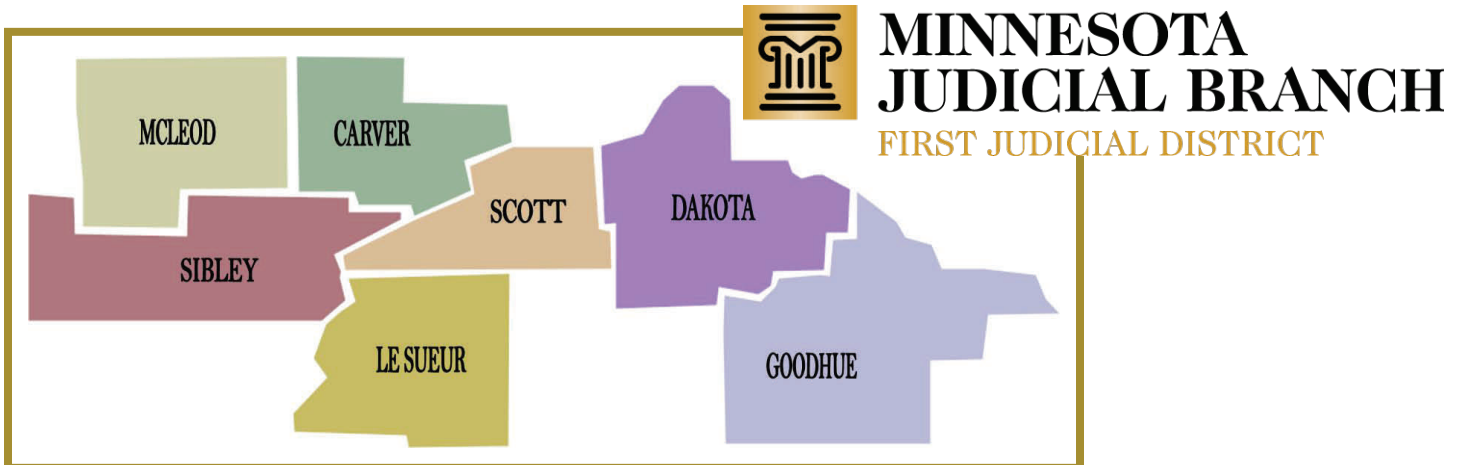 MINNESOTA
JUDICIAL BRANCH
FIRST JUDICIAL DISTRICT
MCLEOD
CARVER
SCOTT
DAKOTA
SIBLEY
LE SUEUR
GOODHUE